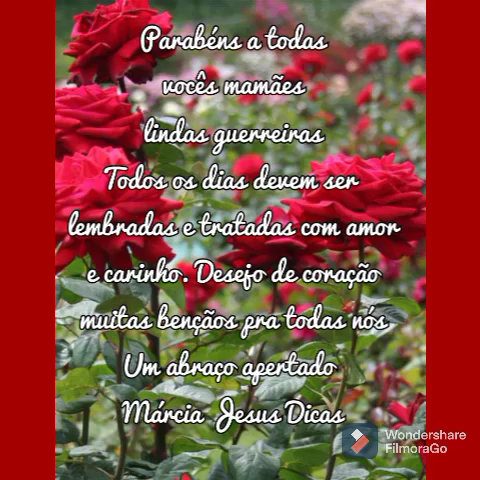 Parabéns a todas
vocês mamães
lindas guerreiras
Todos os dias devem ser
lembradas e tratadas com amor
e carinho. Desejo de coração
muitas bençãos pra todas nós
Um abraço apertado
Márcia Jesus Dicas
Wondershare
FilmoraGo